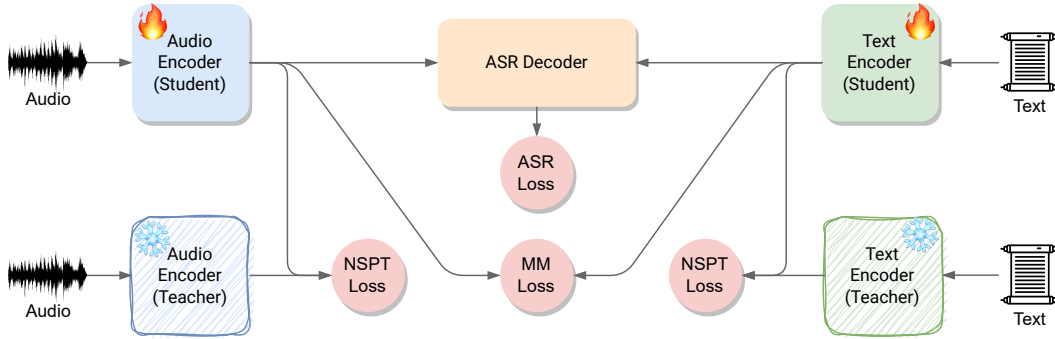 Audio
Encoder
(Student)
ASR Decoder
Text
Encoder
(Student)
Audio
Text
ASR
Loss
Audio
Encoder
(Teacher)
NSPT
Loss
MM
Loss
NSPT
Loss
Text
Encoder
(Teacher)
Audio
Text